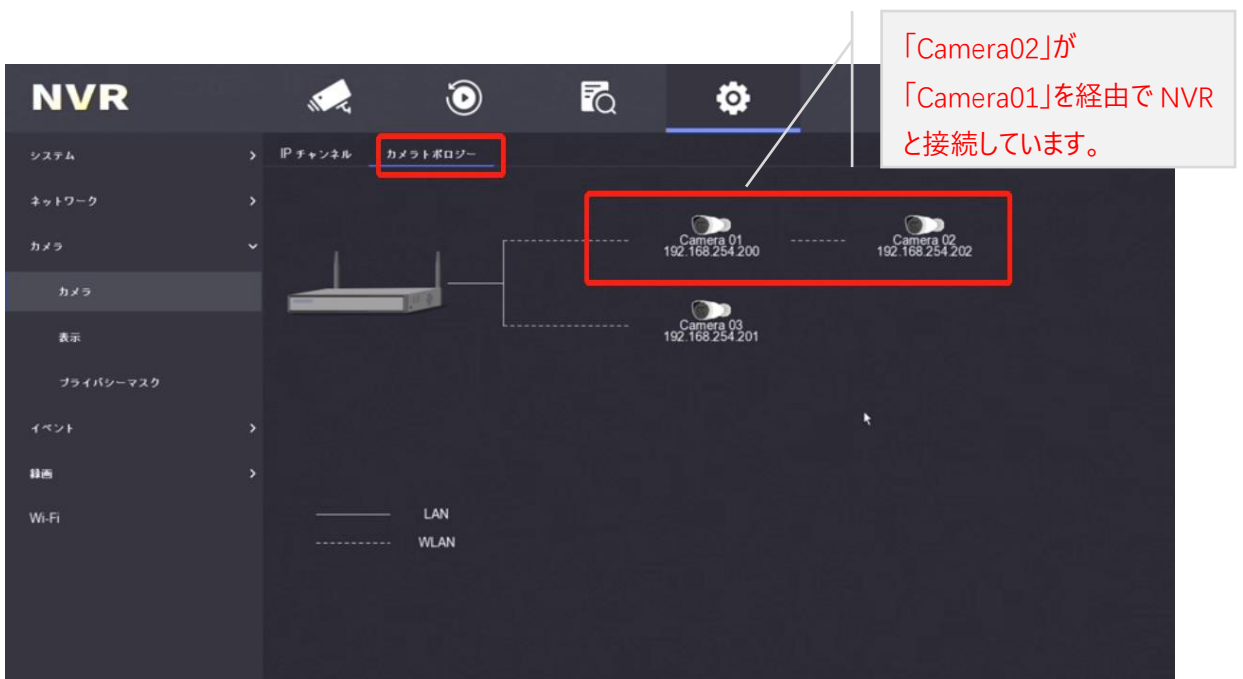 「Camera02」が
「Camera01」を経由で NVR
と接続しています。
NVR
システム
ネットワーク
カメラ
カメラ
表示
プライバシーマスク
イベント
録画
Wi-Fi
IP チャンネル カメラトポロジー
Camera 01
192.168.254.200
Camera 02
192.168.254.202
Camera 03
192.168.254.201
LAN
WLAN